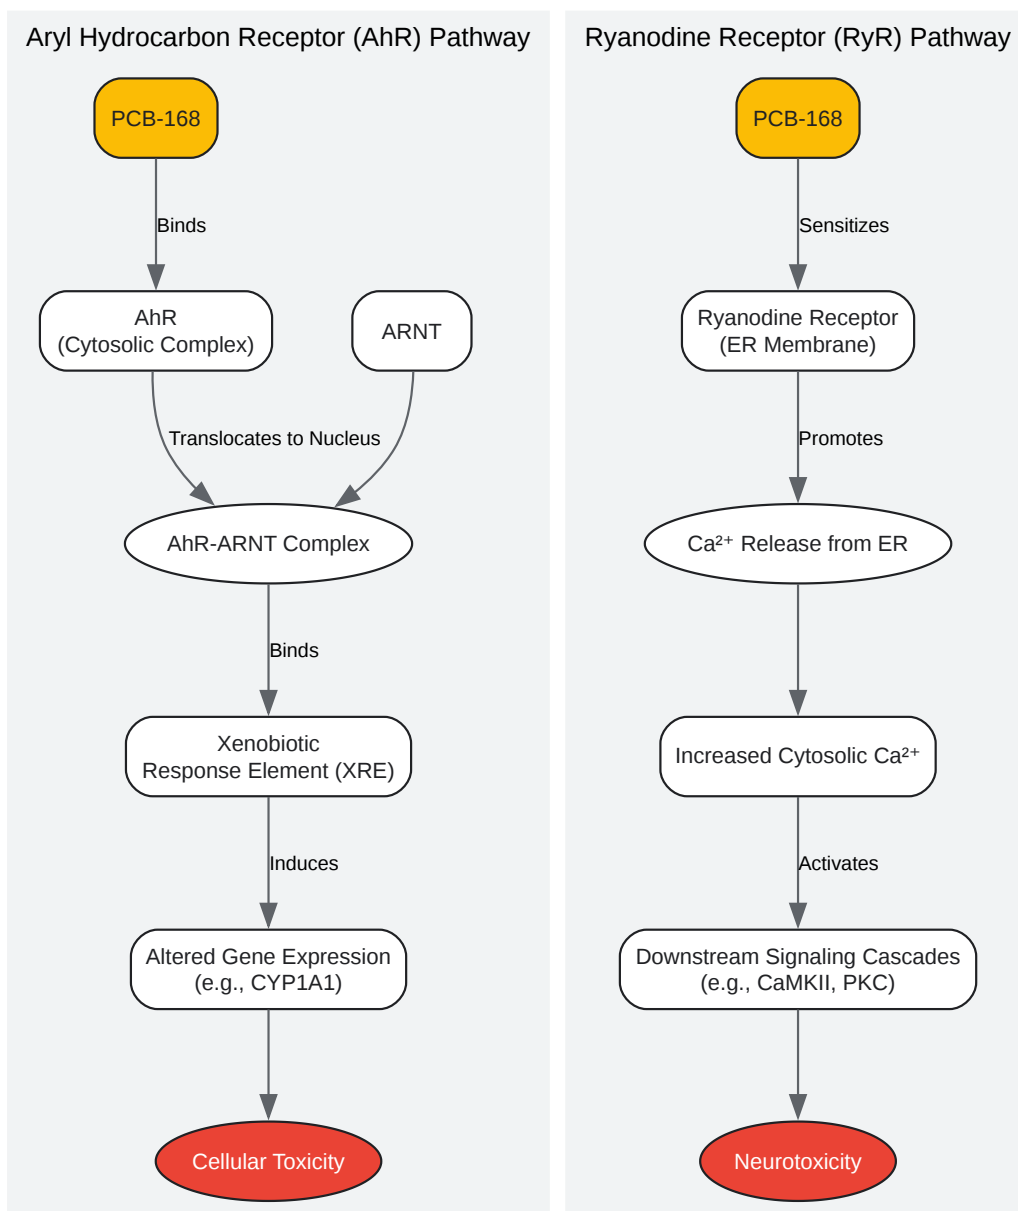 Aryl Hydrocarbon Receptor (AhR) Pathway
PCB-168
Binds
AhR
(Cytosolic Complex)
ARNT
Translocates to Nucleus
AhR-ARNT Complex
Binds
Xenobiotic
Response Element (XRE)
Induces
Altered Gene Expression
(e.g., CYP1A1)
Cellular Toxicity
Ryanodine Receptor (RyR) Pathway
PCB-168
Sensitizes
Ryanodine Receptor
(ER Membrane)
Promotes
Ca²⁺ Release from ER
Increased Cytosolic Ca²⁺
Activates
Downstream Signaling Cascades
(e.g., CaMKII, PKC)
Neurotoxicity